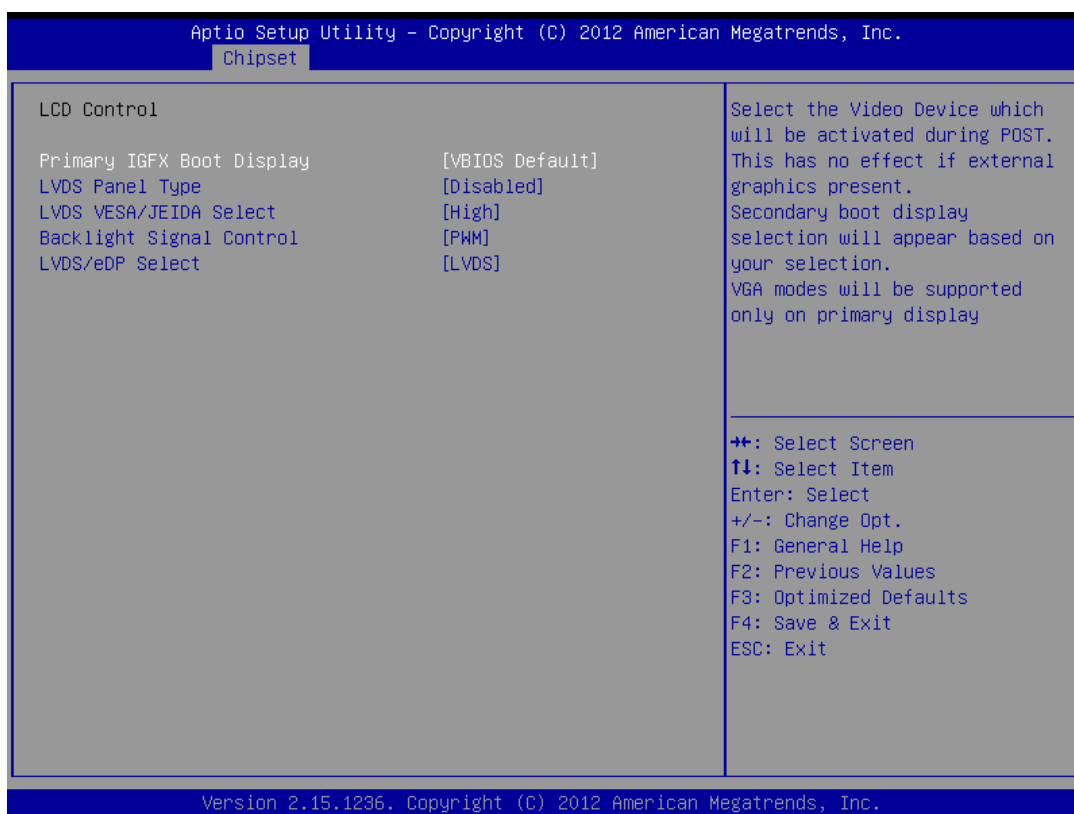 Aptio Setup Utility – Copyright (C) 2012 American Megatrends, Inc.
Chipset
LCD Control
Primary IGFX Boot Display [VBIOS Default]
LVDS Panel Type [Disabled]
LVDS VESA/JEIDA Select [High]
Backlight Signal Control [PWM]
LVDS/eDP Select [LVDS]
Select the Video Device which
will be activated during POST.
This has no effect if external
graphics present.
Secondary boot display
selection will appear based on
your selection.
VGA modes will be supported
only on primary display
→←: Select Screen
↑↓: Select Item
Enter: Select
+/-: Change Opt.
F1: General Help
F2: Previous Values
F3: Optimized Defaults
F4: Save & Exit
ESC: Exit
Version 2.15.1236. Copyright (C) 2012 American Megatrends, Inc.